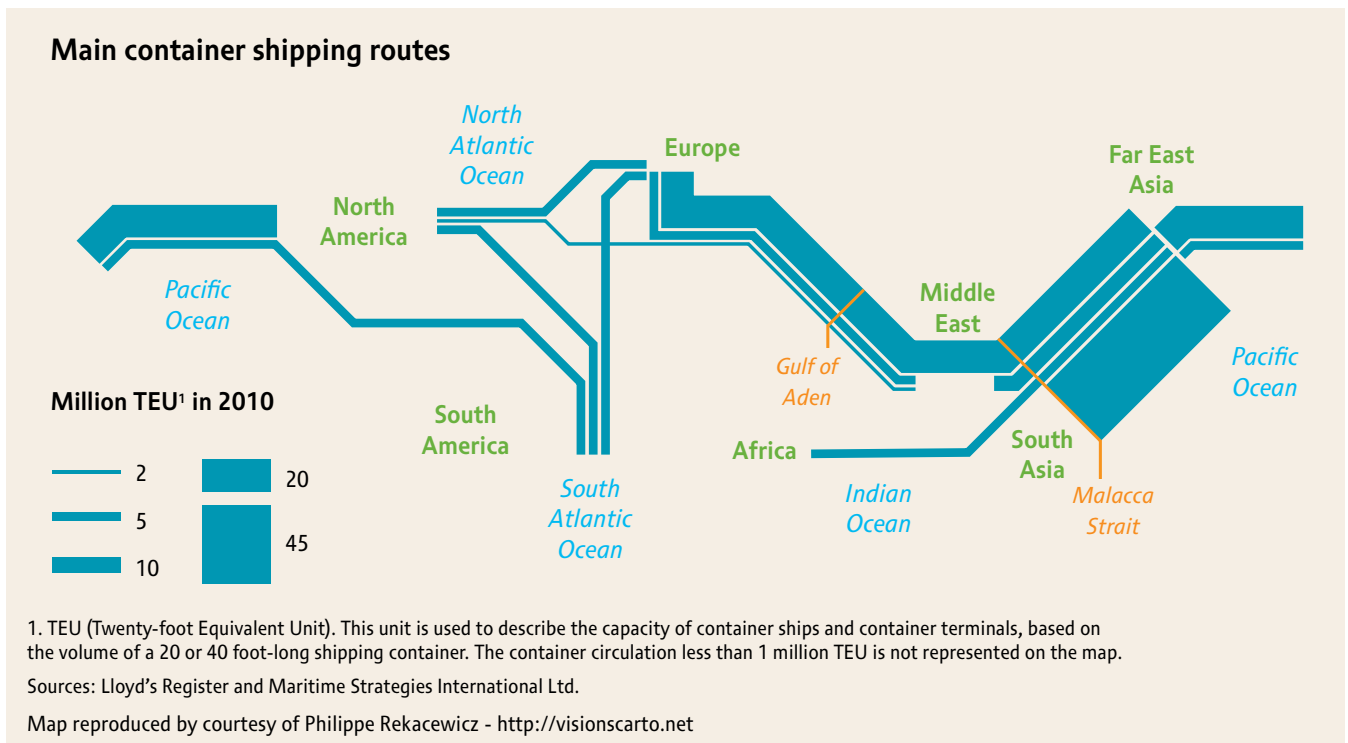 Main container shipping routes
North
Atlantic
Ocean
Europe
Far East
Asia
North
America
Pacific
Ocean
Middle
East
Gulf of
Aden
Pacific
Ocean
Million TEU¹ in 2010
2
5
10
20
45
South
America
Africa
South
Asia
South
Atlantic
Ocean
Indian
Ocean
Malacca
Strait
1. TEU (Twenty-foot Equivalent Unit). This unit is used to describe the capacity of container ships and container terminals, based on
the volume of a 20 or 40 foot-long shipping container. The container circulation less than 1 million TEU is not represented on the map.
Sources: Lloyd’s Register and Maritime Strategies International Ltd.
Map reproduced by courtesy of Philippe Rekacewicz - http://visionscarto.net